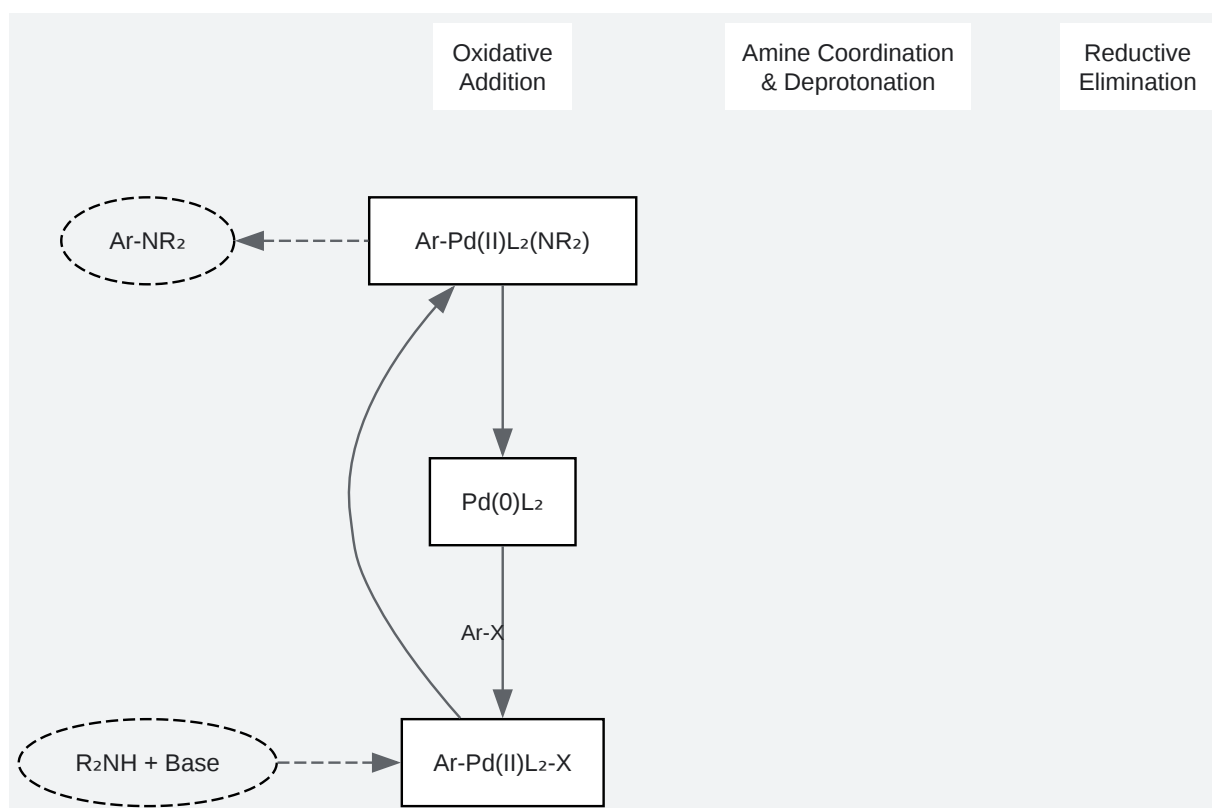 Oxidative
Addition
Amine Coordination
& Deprotonation
Reductive
Elimination
Ar-NR₂
Ar-Pd(II)L₂(NR₂)
Pd(0)L₂
Ar-X
R₂NH + Base
Ar-Pd(II)L₂-X